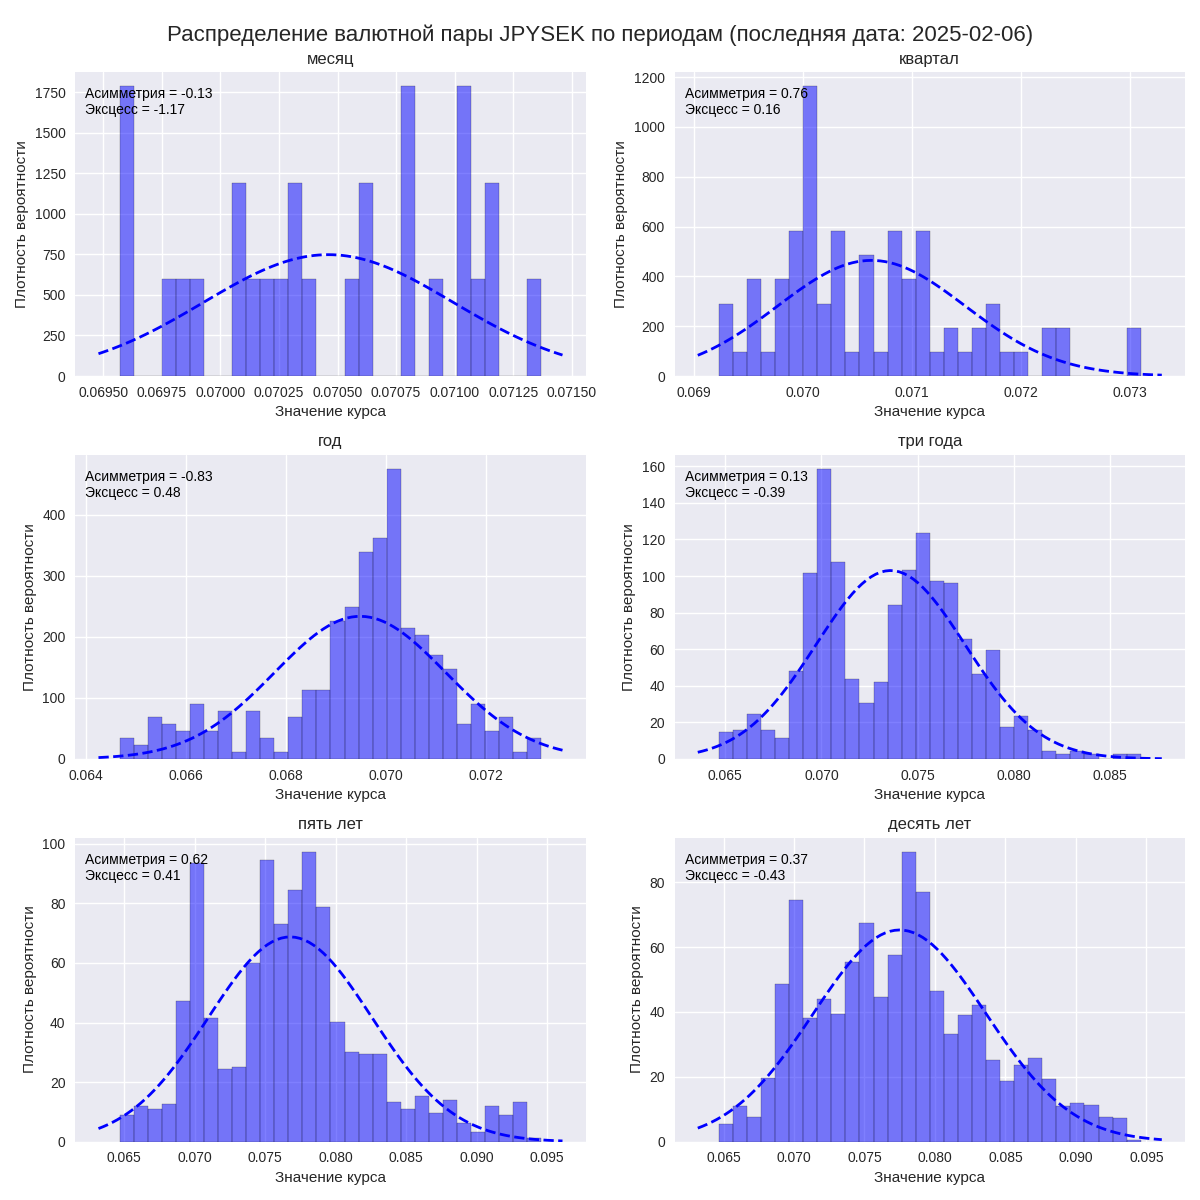 Распределение валютной пары JPYSEK по периодам (последняя дата: 2025-02-06)
месяц
Асимметрия = -0.13
Эксцесс = -1.17
Плотность вероятности
1750
1500
1250
1000
750
500
250
0
0.06950 0.06975 0.07000 0.07025 0.07050 0.07075 0.07100 0.07125 0.07150
Значение курса
квартал
Асимметрия = 0.76
Эксцесс = 0.16
Плотность вероятности
1200
1000
800
600
400
200
0
0.069 0.070 0.071 0.072 0.073
Значение курса
год
Асимметрия = -0.83
Эксцесс = 0.48
Плотность вероятности
400
300
200
100
0
0.064 0.066 0.068 0.070 0.072
Значение курса
три года
Асимметрия = 0.13
Эксцесс = -0.39
Плотность вероятности
160
140
120
100
80
60
40
20
0
0.065 0.070 0.075 0.080 0.085
Значение курса
пять лет
Асимметрия = 0.62
Эксцесс = 0.41
Плотность вероятности
100
80
60
40
20
0
0.065 0.070 0.075 0.080 0.085 0.090 0.095
Значение курса
десять лет
Асимметрия = 0.37
Эксцесс = -0.43
Плотность вероятности
80
60
40
20
0
0.065 0.070 0.075 0.080 0.085 0.090 0.095
Значение курса